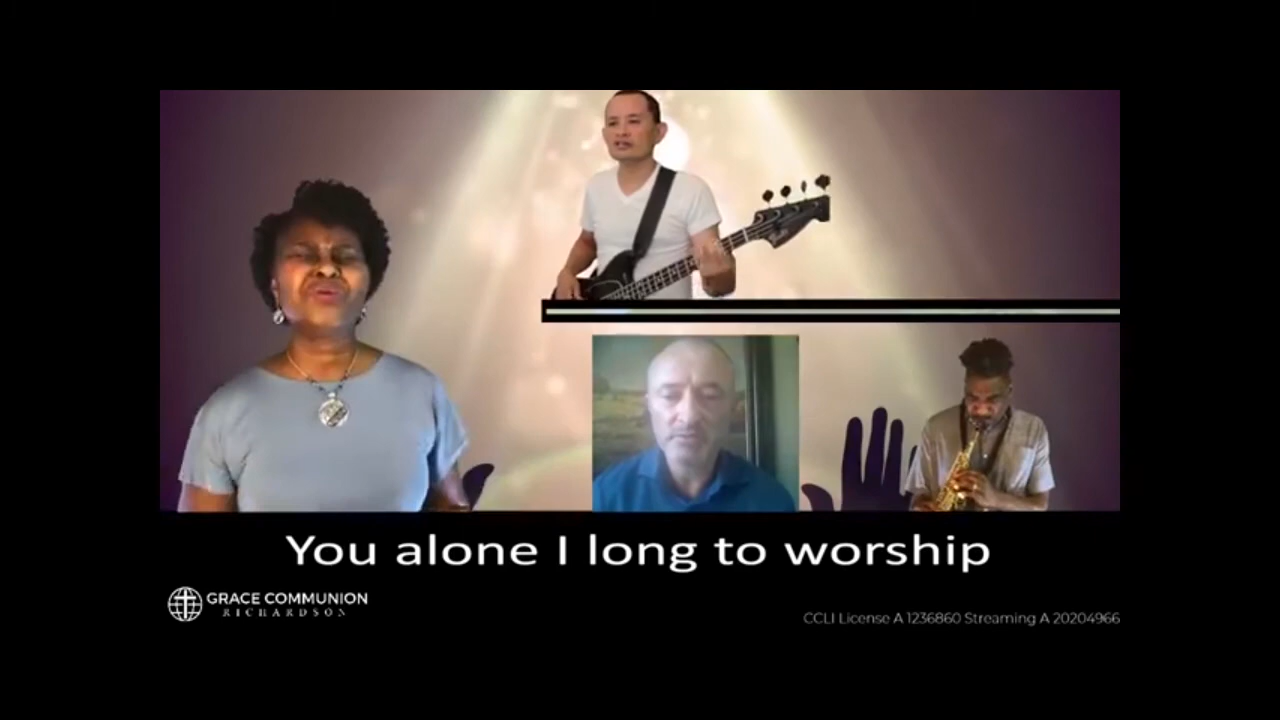 You alone I long to worship
GRACE COMMUNION
RICHARDSON
CCLI License A 1236860 Streaming A 20204966